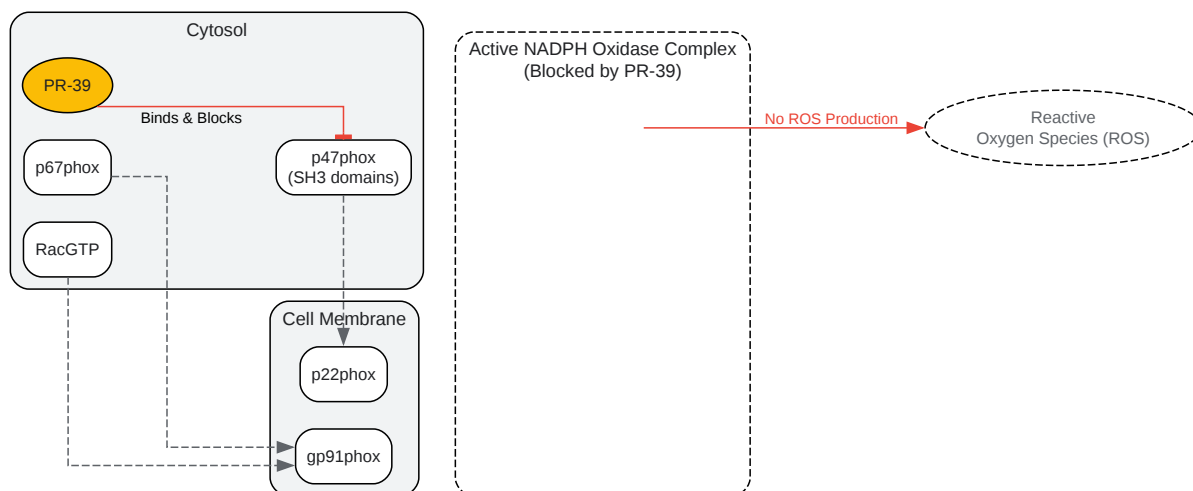 Cytosol
PR-39
Binds & Blocks
p67phox
p47phox
(SH3 domains)
RacGTP
Cell Membrane
p22phox
gp91phox
Active NADPH Oxidase Complex
(Blocked by PR-39)
No ROS Production
Reactive
Oxygen Species (ROS)